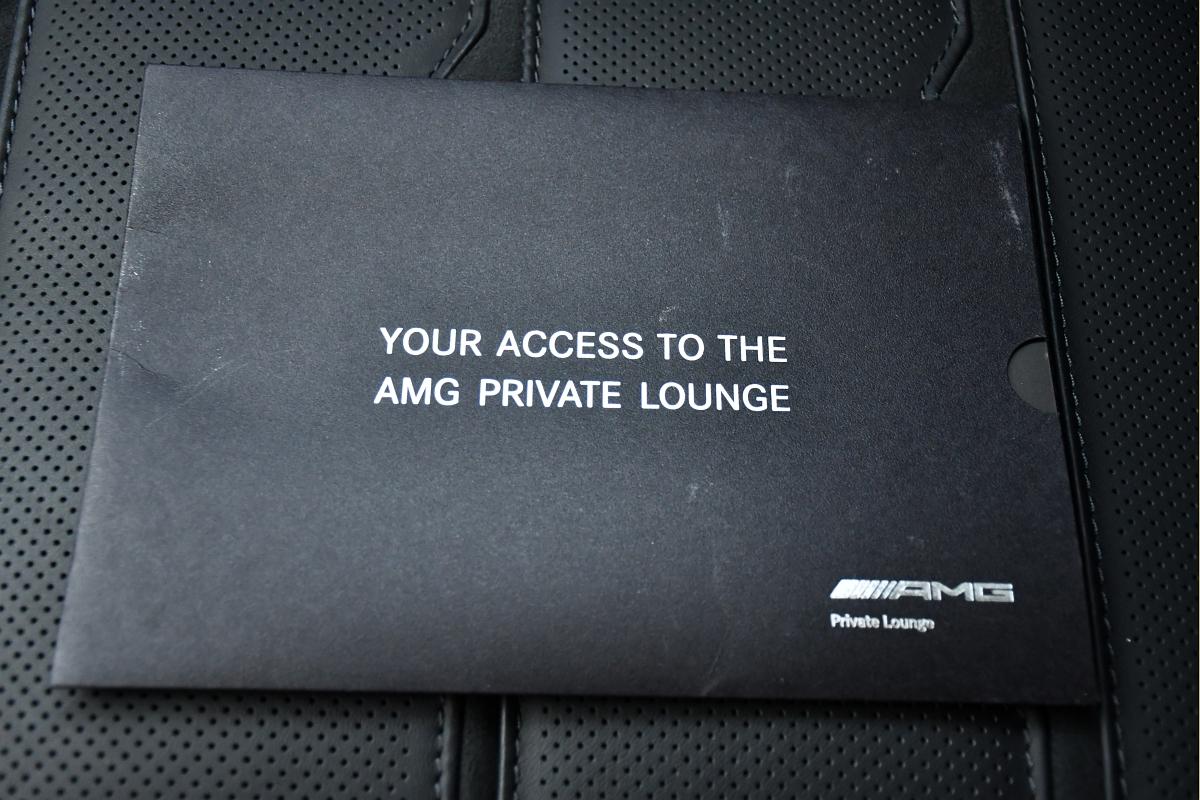 YOUR ACCESS TO THE
AMG PRIVATE LOUNGE
AMG
Private Lounge